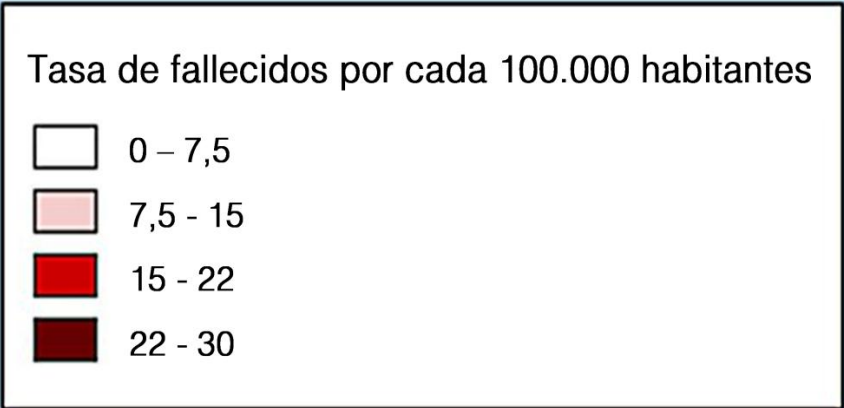 Tasa de fallecidos por cada 100.000 habitantes
0 – 7,5
7,5 - 15
15 - 22
22 - 30